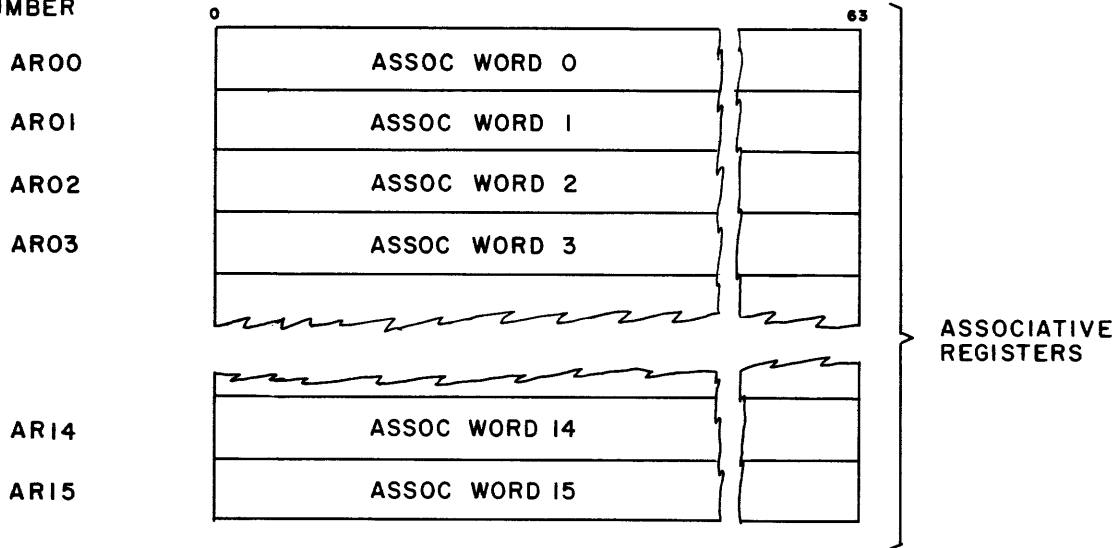 0 63
AR00 ASSOC WORD 0
AR01 ASSOC WORD 1
AR02 ASSOC WORD 2
AR03 ASSOC WORD 3
ASSOCIATIVE
REGISTERS
AR14 ASSOC WORD 14
AR15 ASSOC WORD 15